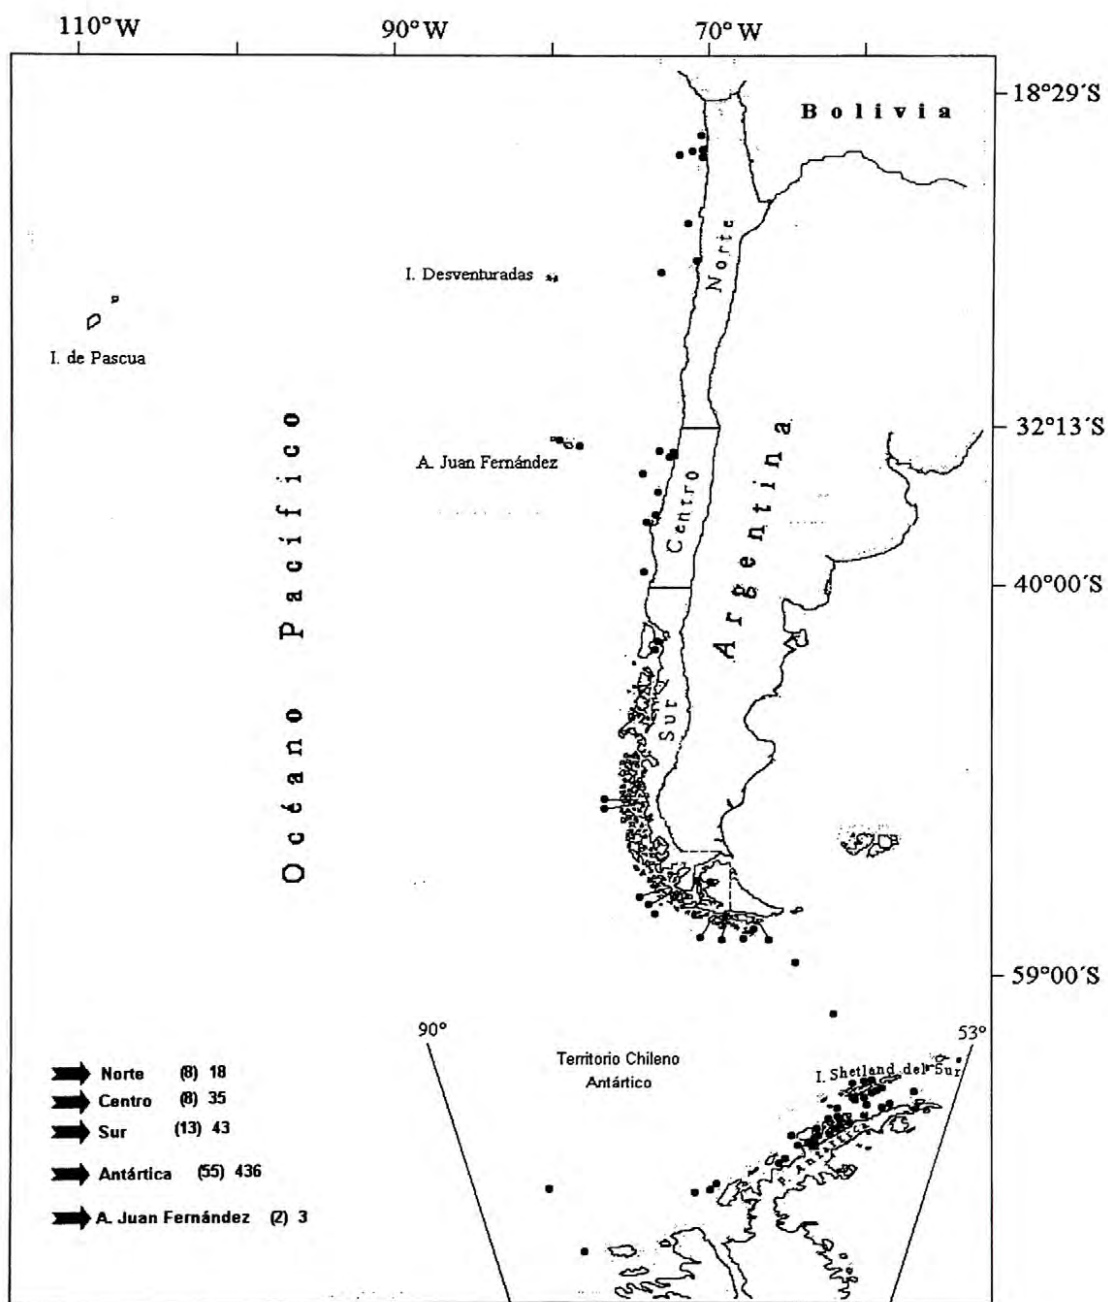 110°W 90°W 70°W
18°29´S
Bolivia
Norte
I. Desventuradas
I. de Pascua
Océano Pacífico
32°13´S
A. Juan Fernández
Centro
Argentina
40°00´S
Sur
59°00´S
90° 53°
Territorio Chileno
Antártico
I. Shetland del Sur
P. Antártica
Norte (8) 18
Centro (8) 35
Sur (13) 43
Antártica (55) 436
A. Juan Fernández (2) 3